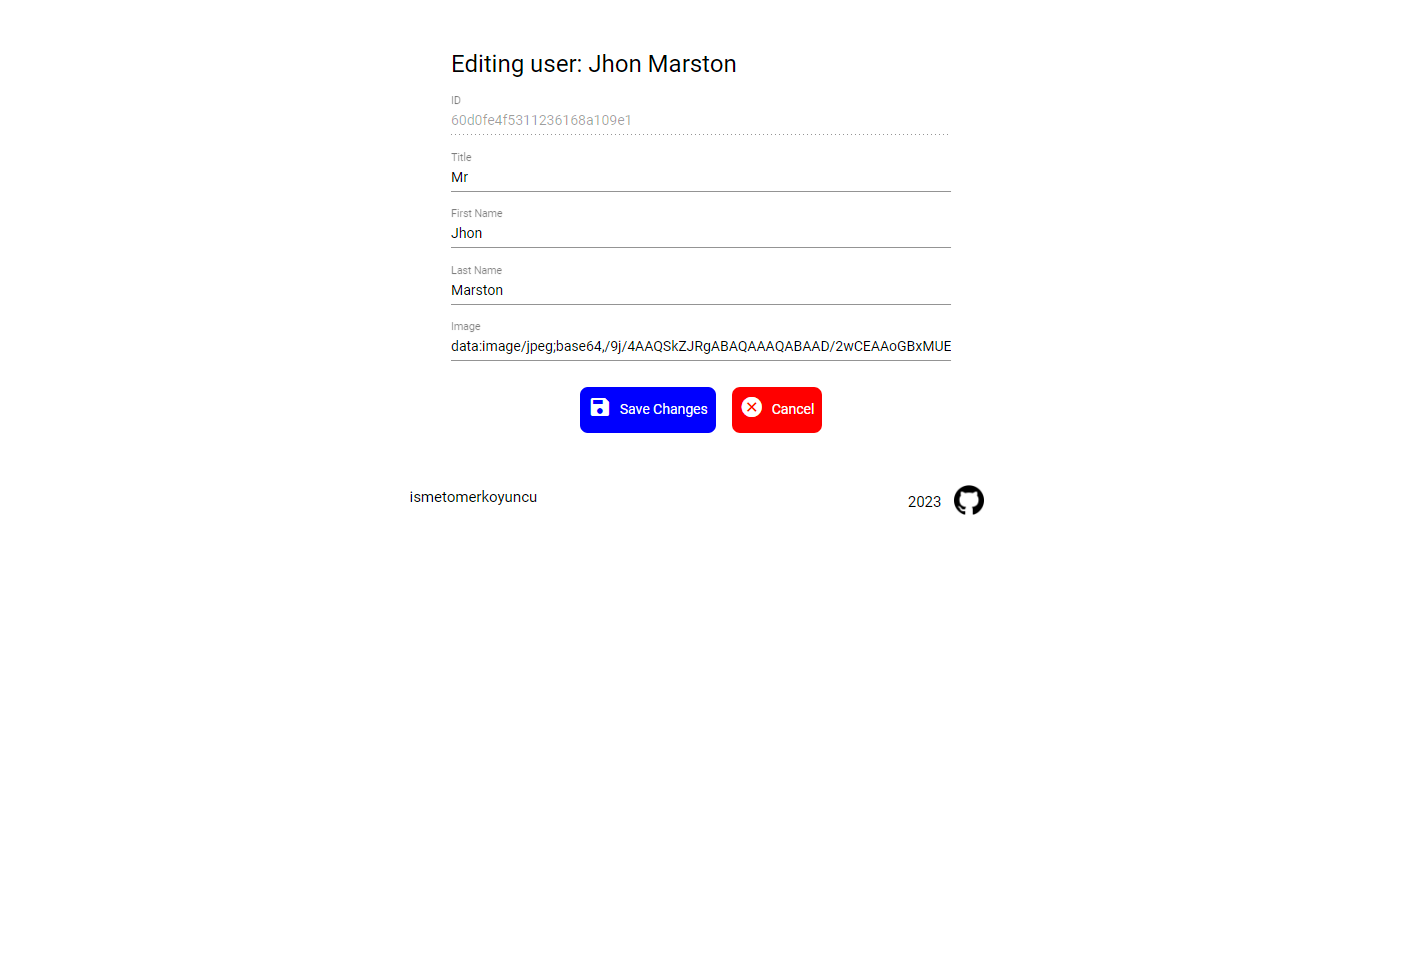 Editing user: Jhon Marston
ID
60d0fe4f5311236168a109e1
Title
Mr
First Name
Jhon
Last Name
Marston
Image
data:image/jpeg;base64,/9j/4AAQSkZJRgABAQAAAQABAAD/2wCEAAoGBxMUE
Save Changes
Cancel
ismetomerkoyuncu
2023